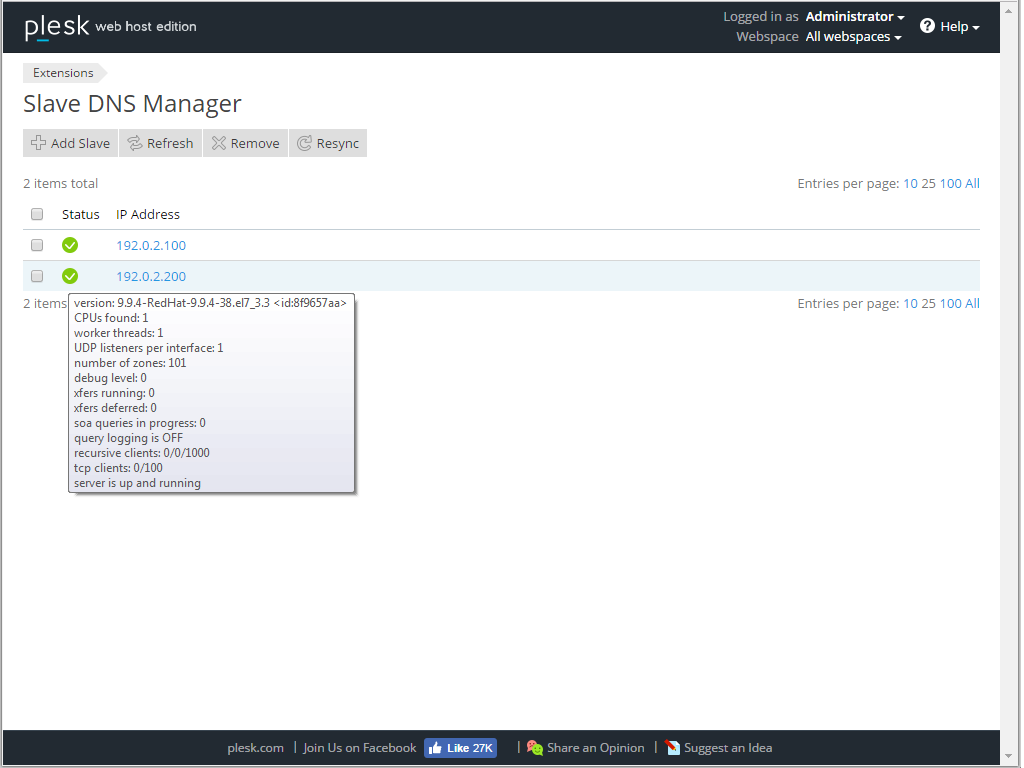 plesk web host edition
Logged in as Administrator
Webspace All webspaces
Help
Extensions
Slave DNS Manager
Add Slave Refresh Remove Resync
2 items total Entries per page: 10 25 100 All
Status IP Address
192.0.2.100
192.0.2.200
2 items Entries per page: 10 25 100 All
version: 9.9.4-RedHat-9.9.4-38.el7_3.3 <id:8f9657aa>
CPUs found: 1
worker threads: 1
UDP listeners per interface: 1
number of zones: 101
debug level: 0
xfers running: 0
xfers deferred: 0
soa queries in progress: 0
query logging is OFF
recursive clients: 0/0/1000
tcp clients: 0/100
server is up and running
plesk.com | Join Us on Facebook Like 27K | Share an Opinion | Suggest an Idea